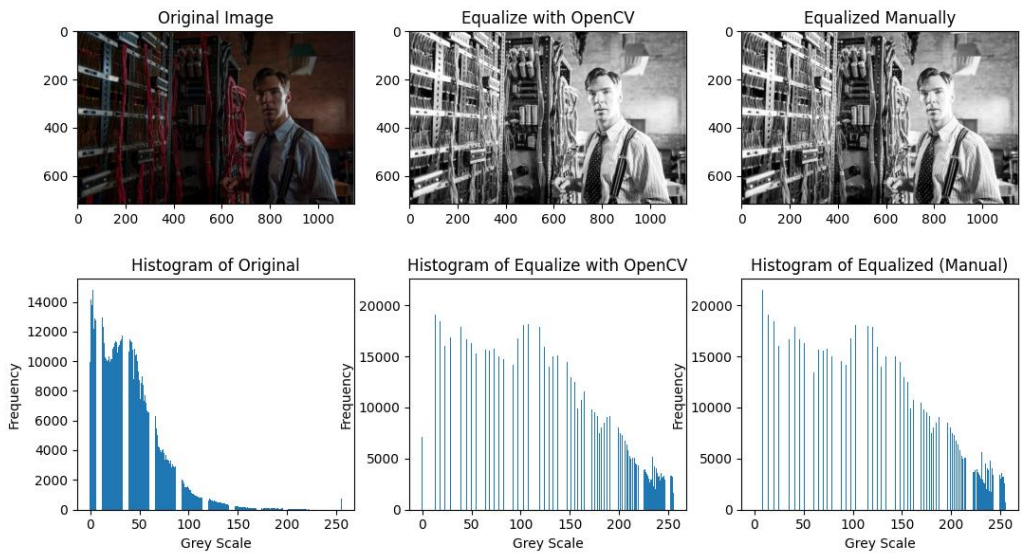 Original Image
Equalize with OpenCV
Equalized Manually
0
200
400
600
0 200 400 600 800 1000
0
200
400
600
0 200 400 600 800 1000
0
200
400
600
0 200 400 600 800 1000
Histogram of Original
Histogram of Equalize with OpenCV
Histogram of Equalized (Manual)
Frequency
14000
12000
10000
8000
6000
4000
2000
0
0 50 100 150 200 250
Grey Scale
Frequency
20000
15000
10000
5000
0
0 50 100 150 200 250
Grey Scale
Frequency
20000
15000
10000
5000
0
0 50 100 150 200 250
Grey Scale